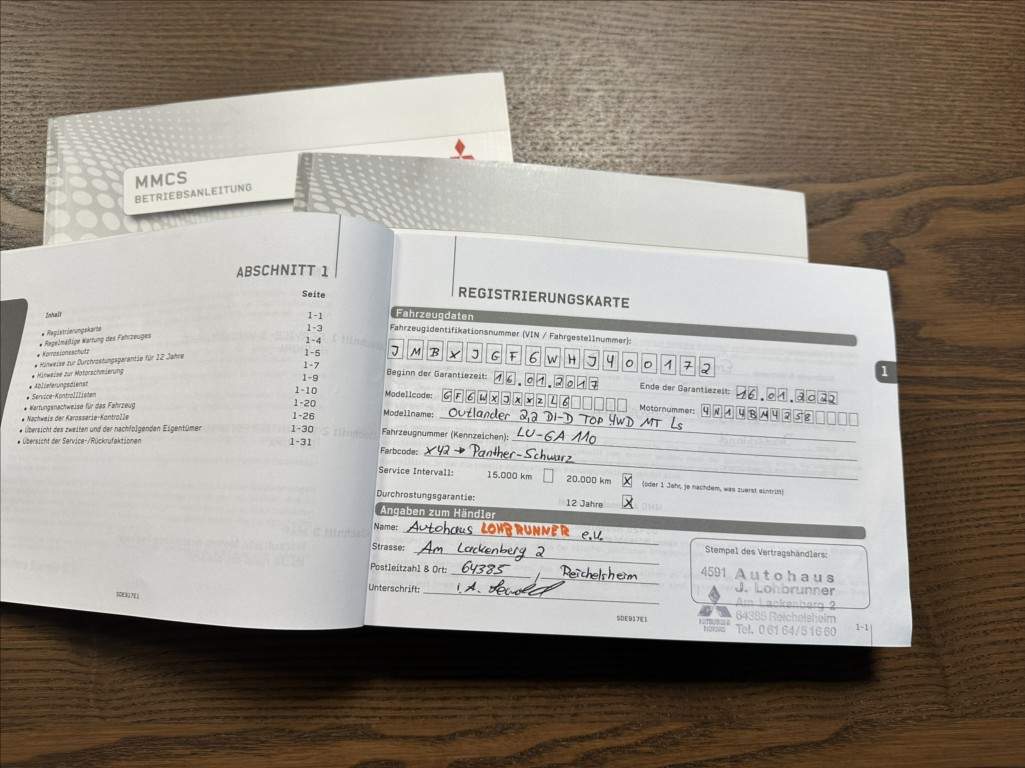 MMCS
BETRIEBSANLEITUNG
ABSCHNITT 1
Seite
Inhalt
• Registrierungskarte 1-1
• Regelmäßige Wartung des Fahrzeuges 1-3
• Korrosionsschutz 1-4
• Hinweise zur Durchrostungsgarantie für 12 Jahre 1-5
• Hinweise zur Motorschmierung 1-7
• Ablieferungsdienst 1-9
• Service-Kontrolllisten 1-10
• Wartungsnachweise für das Fahrzeug 1-20
• Nachweis der Karosserie-Kontrolle 1-26
• Übersicht des zweiten und der nachfolgenden Eigentümer 1-30
• Übersicht der Service-/Rückrufaktionen 1-31
SDE917E1
REGISTRIERUNGSKARTE
Fahrzeugdaten
Fahrzeugidentifikationsnummer (VIN / Fahrgestellnummer):
JMBXJGF6WHJ400172
Beginn der Garantiezeit: 16.01.2017 Ende der Garantiezeit: 16.01.2022
Modellcode: GF6WXJXXZL6 Motornummer: 4N14BM4238
Modellname: Outlander 2,2 DI-D TOP 4WD MT Ls
Fahrzeugnummer (Kennzeichen): LU-GA 110
Farbcode: X42 → Panther-Schwarz
Service Intervall: 15.000 km 20.000 km X (oder 1 Jahr, je nachdem, was zuerst eintrifft)
Durchrostungsgarantie: 12 Jahre X
Angaben zum Händler
Name: Autohaus LOHBRUNNER e.K.
Strasse: Am Lackenberg 2
Postleitzahl & Ort: 64385 / Reichelsheim
Unterschrift: i.A.
Stempel des Vertragshändlers:
4591 Autohaus
J. Lohbrunner
Am Lackenberg 2
64385 Reichelsheim
MITSUBISHI
MOTORS
Tel. 0 61 64 / 5 16 60
SDE917E1
1-1
1